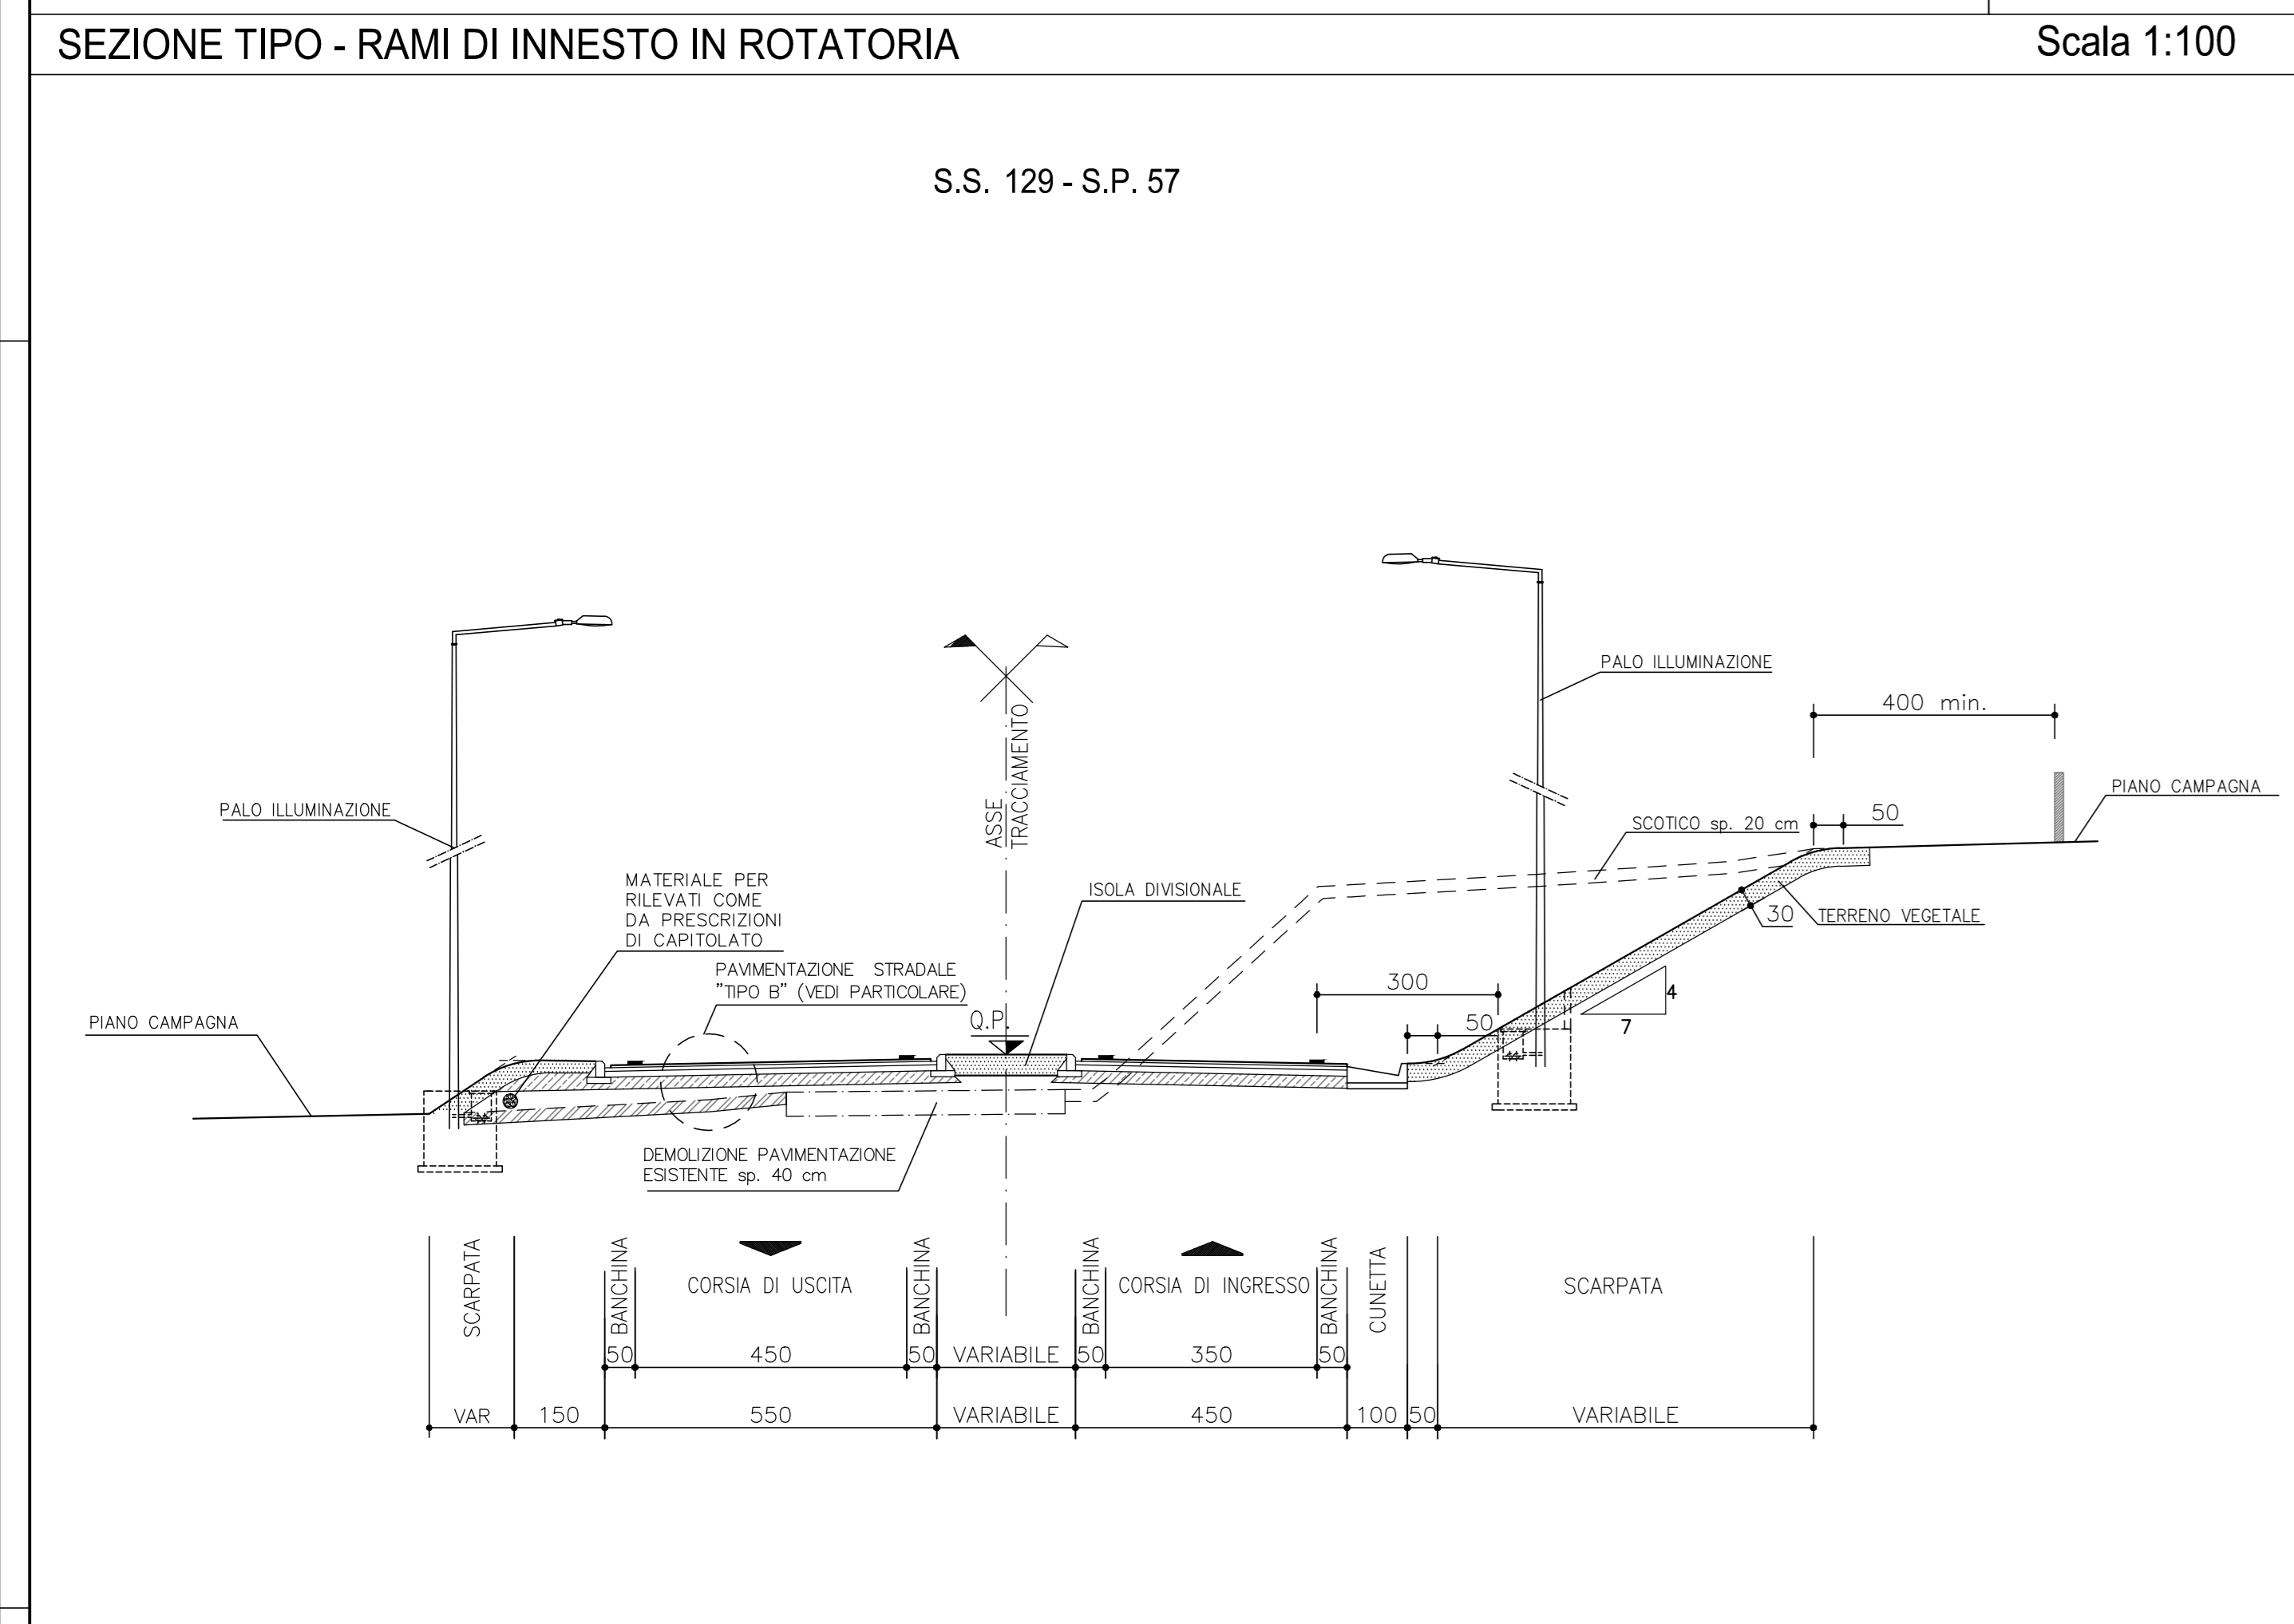 SEZIONE TIPO - RAMI DI INNESTO IN ROTATORIA
Scala 1:100
S.S. 129 - S.P. 57
PALO ILLUMINAZIONE
400 min.
ASSE
TRACCIAMENTO
PIANO CAMPAGNA
PALO ILLUMINAZIONE
50
SCOTICO sp. 20 cm
MATERIALE PER
RILEVATI COME
DA PRESCRIZIONI
DI CAPITOLATO
ISOLA DIVISIONALE
30
TERRENO VEGETALE
PAVIMENTAZIONE STRADALE
"TIPO B" (VEDI PARTICOLARE)
300
4
7
PIANO CAMPAGNA
Q.P.
50
DEMOLIZIONE PAVIMENTAZIONE
ESISTENTE sp. 40 cm
SCARPATA
BANCHINA
CORSIA DI USCITA
BANCHINA
BANCHINA
CORSIA DI INGRESSO
BANCHINA
CUNETTA
SCARPATA
50
450
50
VARIABILE
50
350
50
VAR
150
550
VARIABILE
450
100
50
VARIABILE